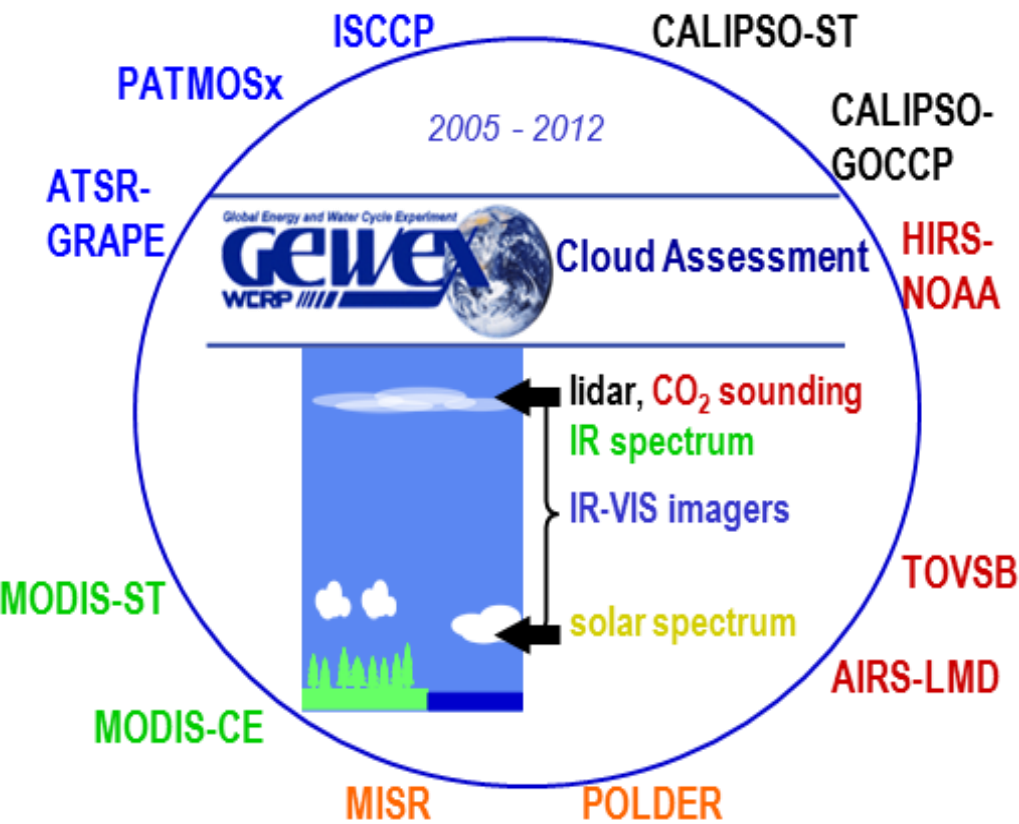 ISCCP
CALIPSO-ST
PATMOSx
CALIPSO-
GOCCP
2005 - 2012
ATSR-
GRAPE
Global Energy and Water Cycle Experiment
GEWEX
WCRP
Cloud Assessment
HIRS-
NOAA
lidar, CO₂ sounding
IR spectrum
IR-VIS imagers
MODIS-ST
TOVSB
solar spectrum
AIRS-LMD
MODIS-CE
MISR
POLDER